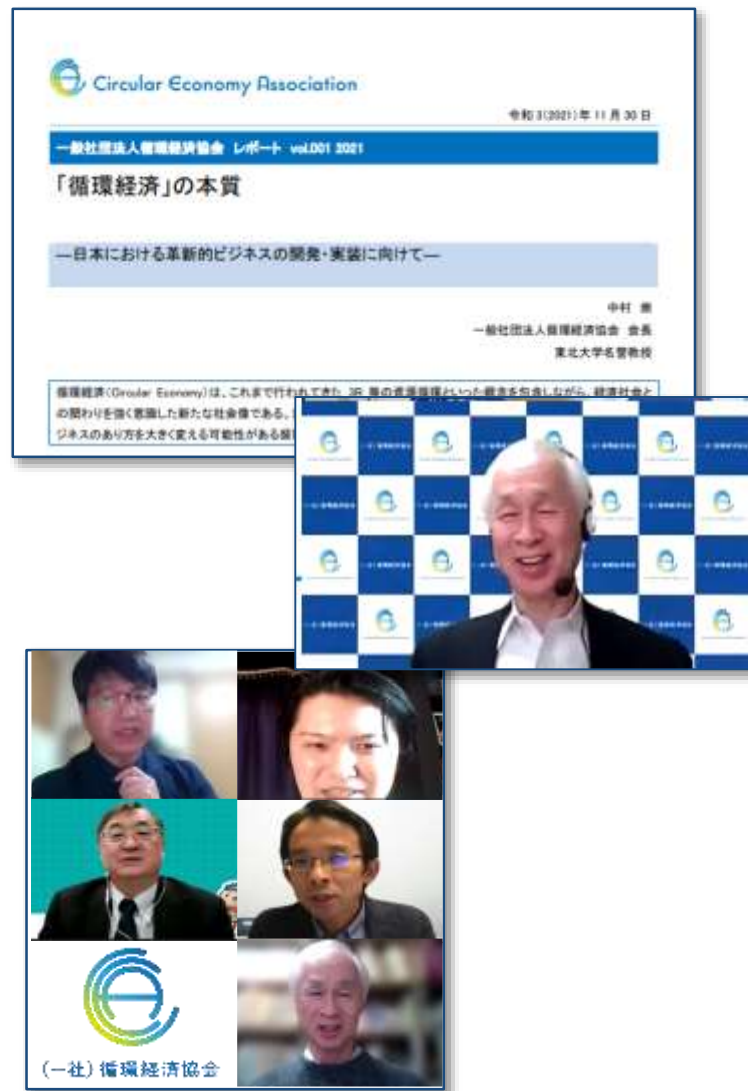 Circular Economy Association
令和3(2021)年11月30日
一般社団法人循環経済協会 レポート vol.001 2021
「循環経済」の本質
―日本における革新的ビジネスの開発・実装に向けて―
中村
一般社団法人循環経済協会 会長
東北大学名誉教授
循環経済(Circular Economy)は、これまで行われてきた 3R 等の資源循環といった概念を包含しながら、経済社会と
の関わりを強く意識した新たな社会像である。
ジネスのあり方を大きく変える可能性がある
(一社)循環経済協会